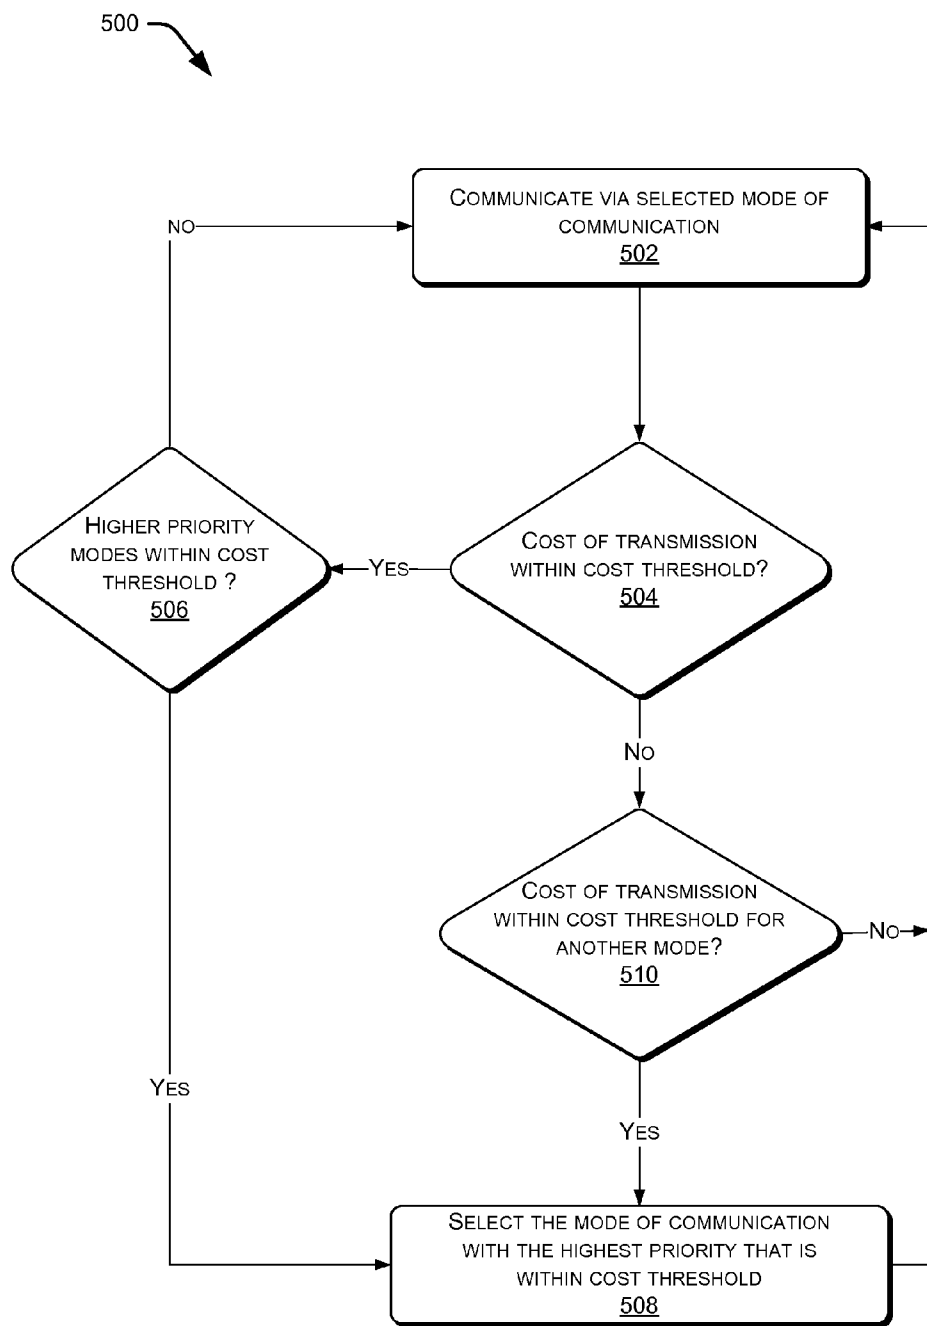 500
COMMUNICATE VIA SELECTED MODE OF
COMMUNICATION
502
NO
HIGHER PRIORITY
MODES WITHIN COST
THRESHOLD ?
506
YES
COST OF TRANSMISSION
WITHIN COST THRESHOLD?
504
NO
COST OF TRANSMISSION
WITHIN COST THRESHOLD FOR
ANOTHER MODE?
510
NO
YES
YES
SELECT THE MODE OF COMMUNICATION
WITH THE HIGHEST PRIORITY THAT IS
WITHIN COST THRESHOLD
508